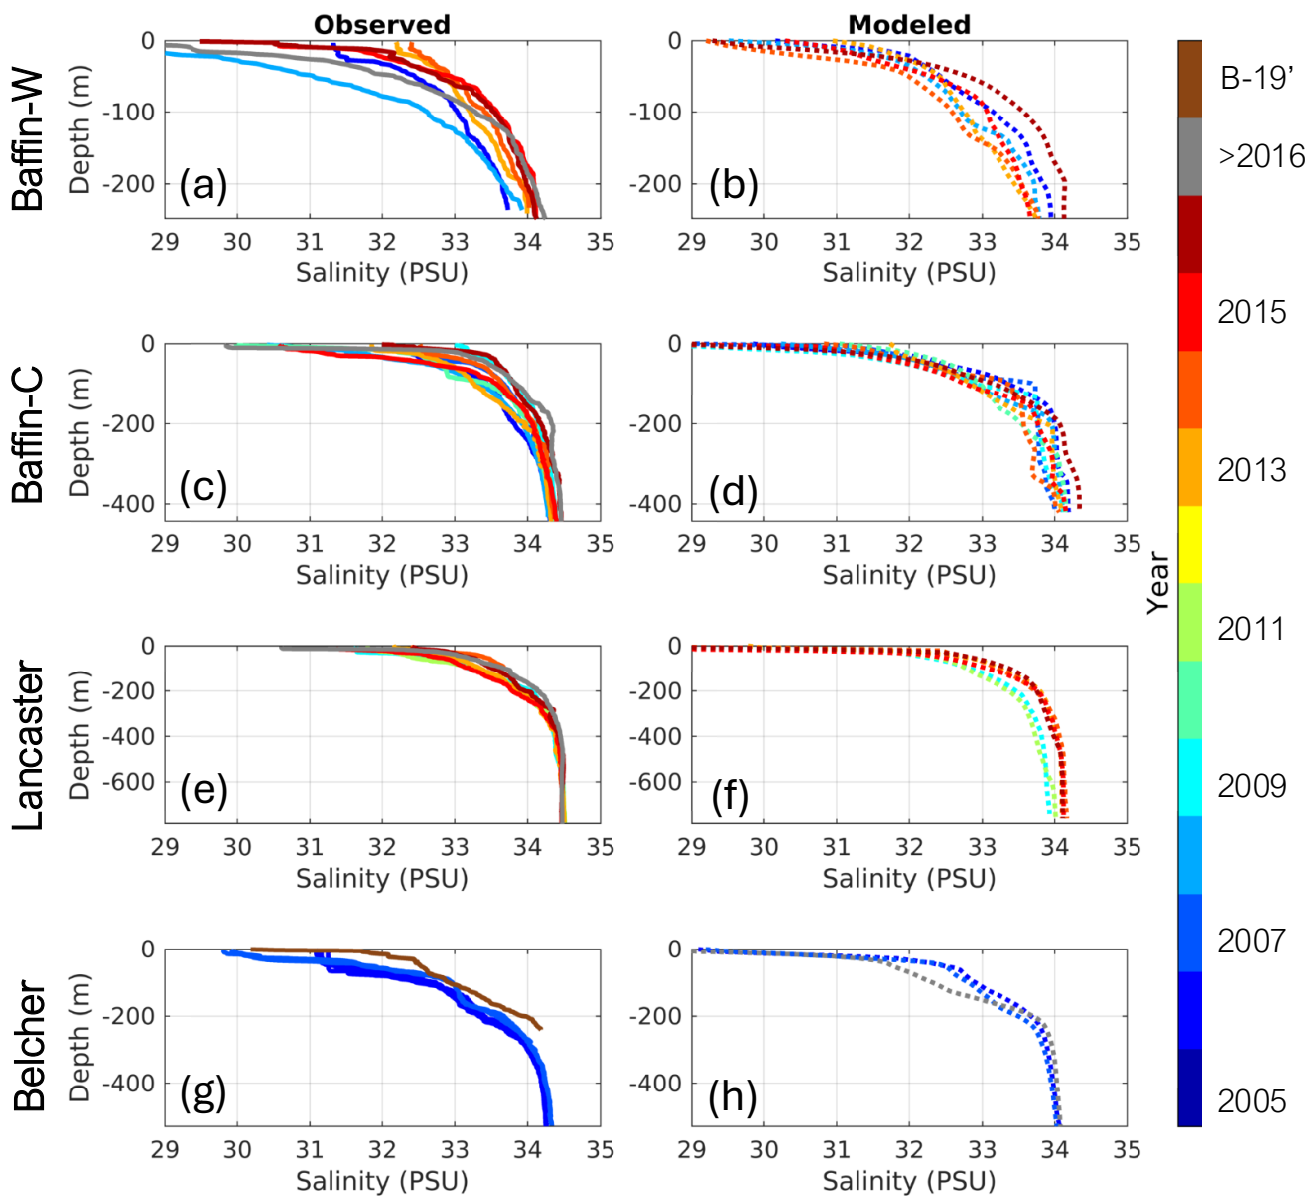 Observed
Modeled
Baffin-W
Depth (m)
0
-100
-200
(a)
29 30 31 32 33 34 35
Salinity (PSU)
0
-100
-200
(b)
29 30 31 32 33 34 35
Salinity (PSU)
Baffin-C
Depth (m)
0
-200
-400
(c)
29 30 31 32 33 34 35
Salinity (PSU)
0
-200
-400
(d)
29 30 31 32 33 34 35
Salinity (PSU)
Lancaster
Depth (m)
0
-200
-400
-600
(e)
29 30 31 32 33 34 35
Salinity (PSU)
0
-200
-400
-600
(f)
29 30 31 32 33 34 35
Salinity (PSU)
Belcher
Depth (m)
0
-200
-400
(g)
29 30 31 32 33 34 35
Salinity (PSU)
0
-200
-400
(h)
29 30 31 32 33 34 35
Salinity (PSU)
Year
B-19’
>2016
2015
2013
2011
2009
2007
2005